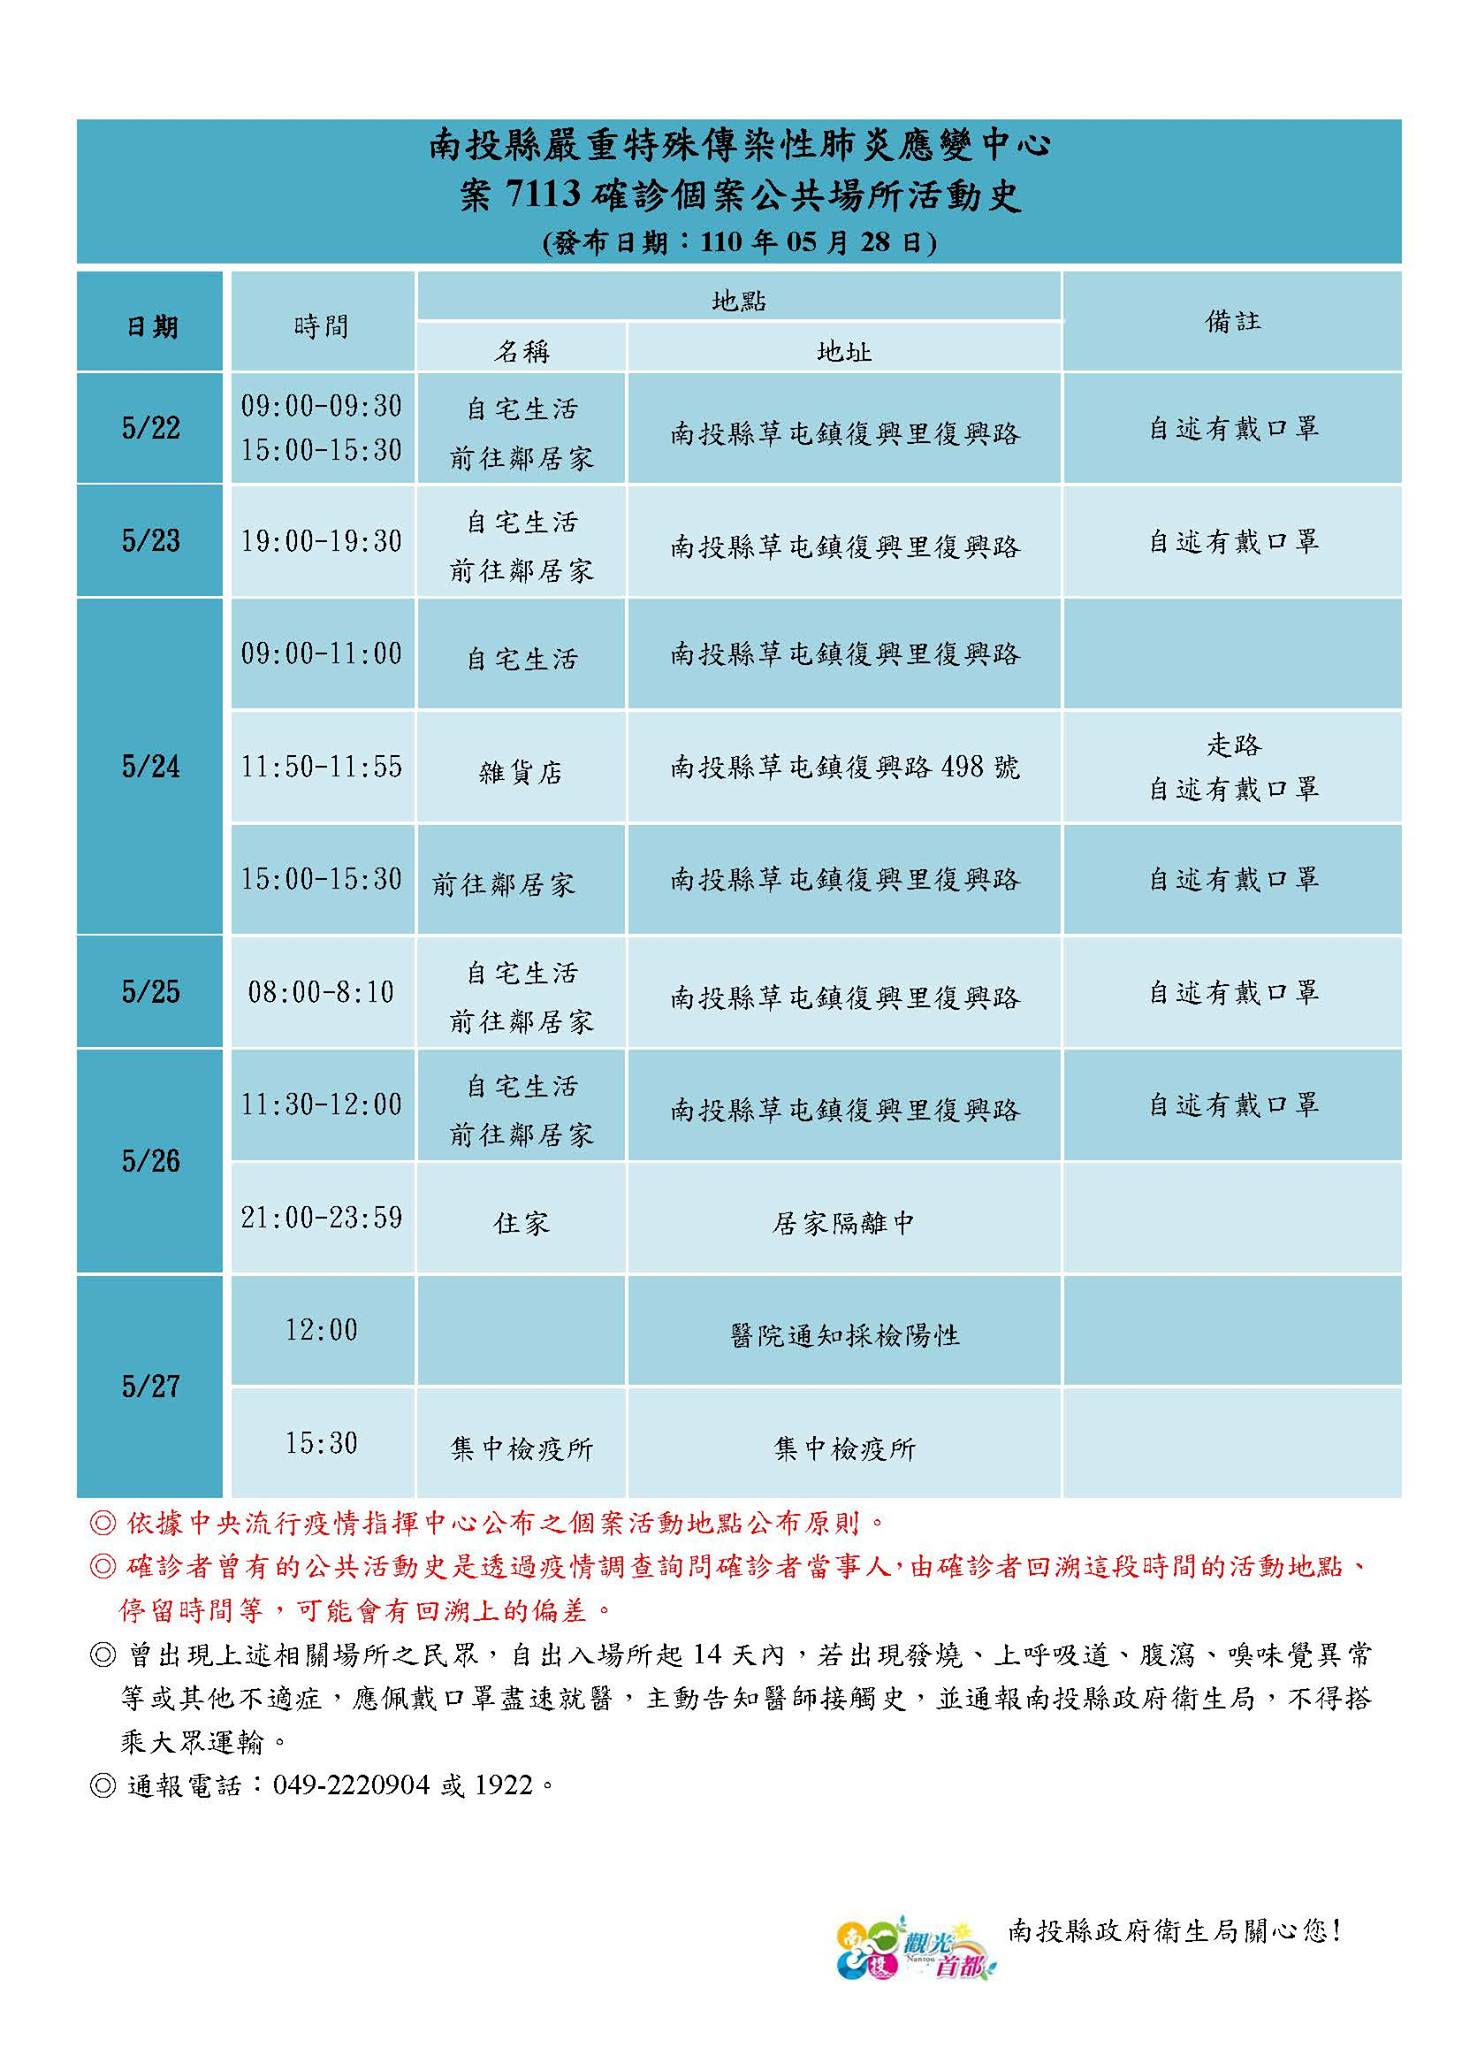 南投縣嚴重特殊傳染性肺炎應變中心
案 7113 確診個案公共場所活動史
(發布日期：110 年 05 月 28 日)
日期
時間
地點
備註
名稱
地址
5/22
09:00-09:30
15:00-15:30
自宅生活
前往鄰居家
南投縣草屯鎮復興里復興路
自述有戴口罩
5/23
19:00-19:30
自宅生活
前往鄰居家
南投縣草屯鎮復興里復興路
自述有戴口罩
5/24
09:00-11:00
自宅生活
南投縣草屯鎮復興里復興路
11:50-11:55
雜貨店
南投縣草屯鎮復興路 498 號
走路
自述有戴口罩
15:00-15:30
前往鄰居家
南投縣草屯鎮復興里復興路
自述有戴口罩
5/25
08:00-8:10
自宅生活
前往鄰居家
南投縣草屯鎮復興里復興路
自述有戴口罩
5/26
11:30-12:00
自宅生活
前往鄰居家
南投縣草屯鎮復興里復興路
自述有戴口罩
21:00-23:59
住家
居家隔離中
5/27
12:00
醫院通知採檢陽性
15:30
集中檢疫所
集中檢疫所
◎ 依據中央流行疫情指揮中心公布之個案活動地點公布原則。
◎ 確診者曾有的公共活動史是透過疫情調查詢問確診者當事人，由確診者回溯這段時間的活動地點、
停留時間等，可能會有回溯上的偏差。
◎ 曾出現上述相關場所之民眾，自出入場所起 14 天內，若出現發燒、上呼吸道、腹瀉、嗅味覺異常
等或其他不適症，應佩戴口罩盡速就醫，主動告知醫師接觸史，並通報南投縣政府衛生局，不得搭
乘大眾運輸。
◎ 通報電話：049-2220904 或 1922。
南投
觀光
Nantou
首都
南投縣政府衛生局關心您!